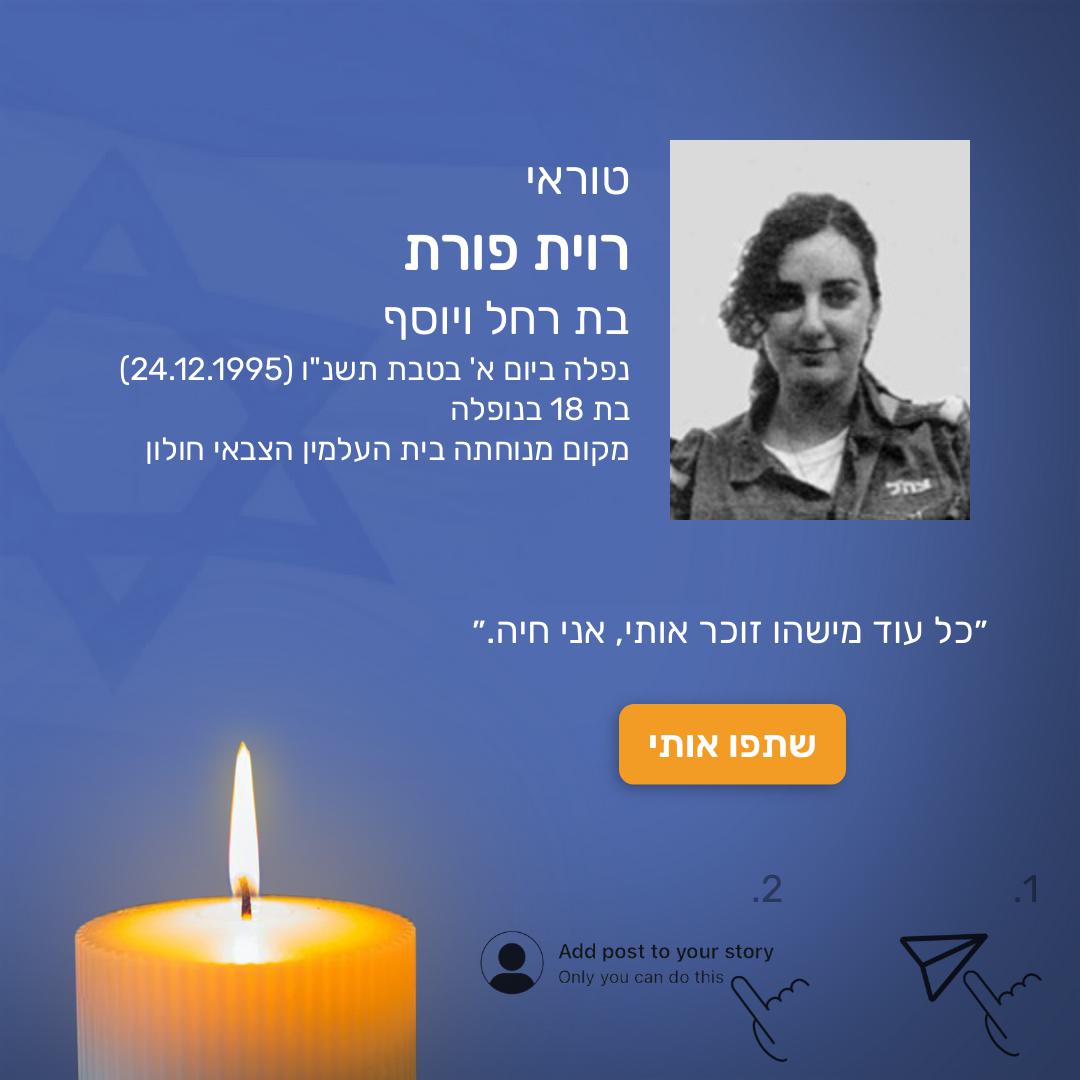 טוראי
רוית פורת
בת רחל ויוסף
נפלה ביום א' בטבת תשנ"ו (24.12.1995)
בת 18 בנופלה
מקום מנוחתה בית העלמין הצבאי חולון
צה"ל
״כל עוד מישהו זוכר אותי, אני חיה.״
שתפו אותי
1.
2.
Add post to your story
Only you can do this